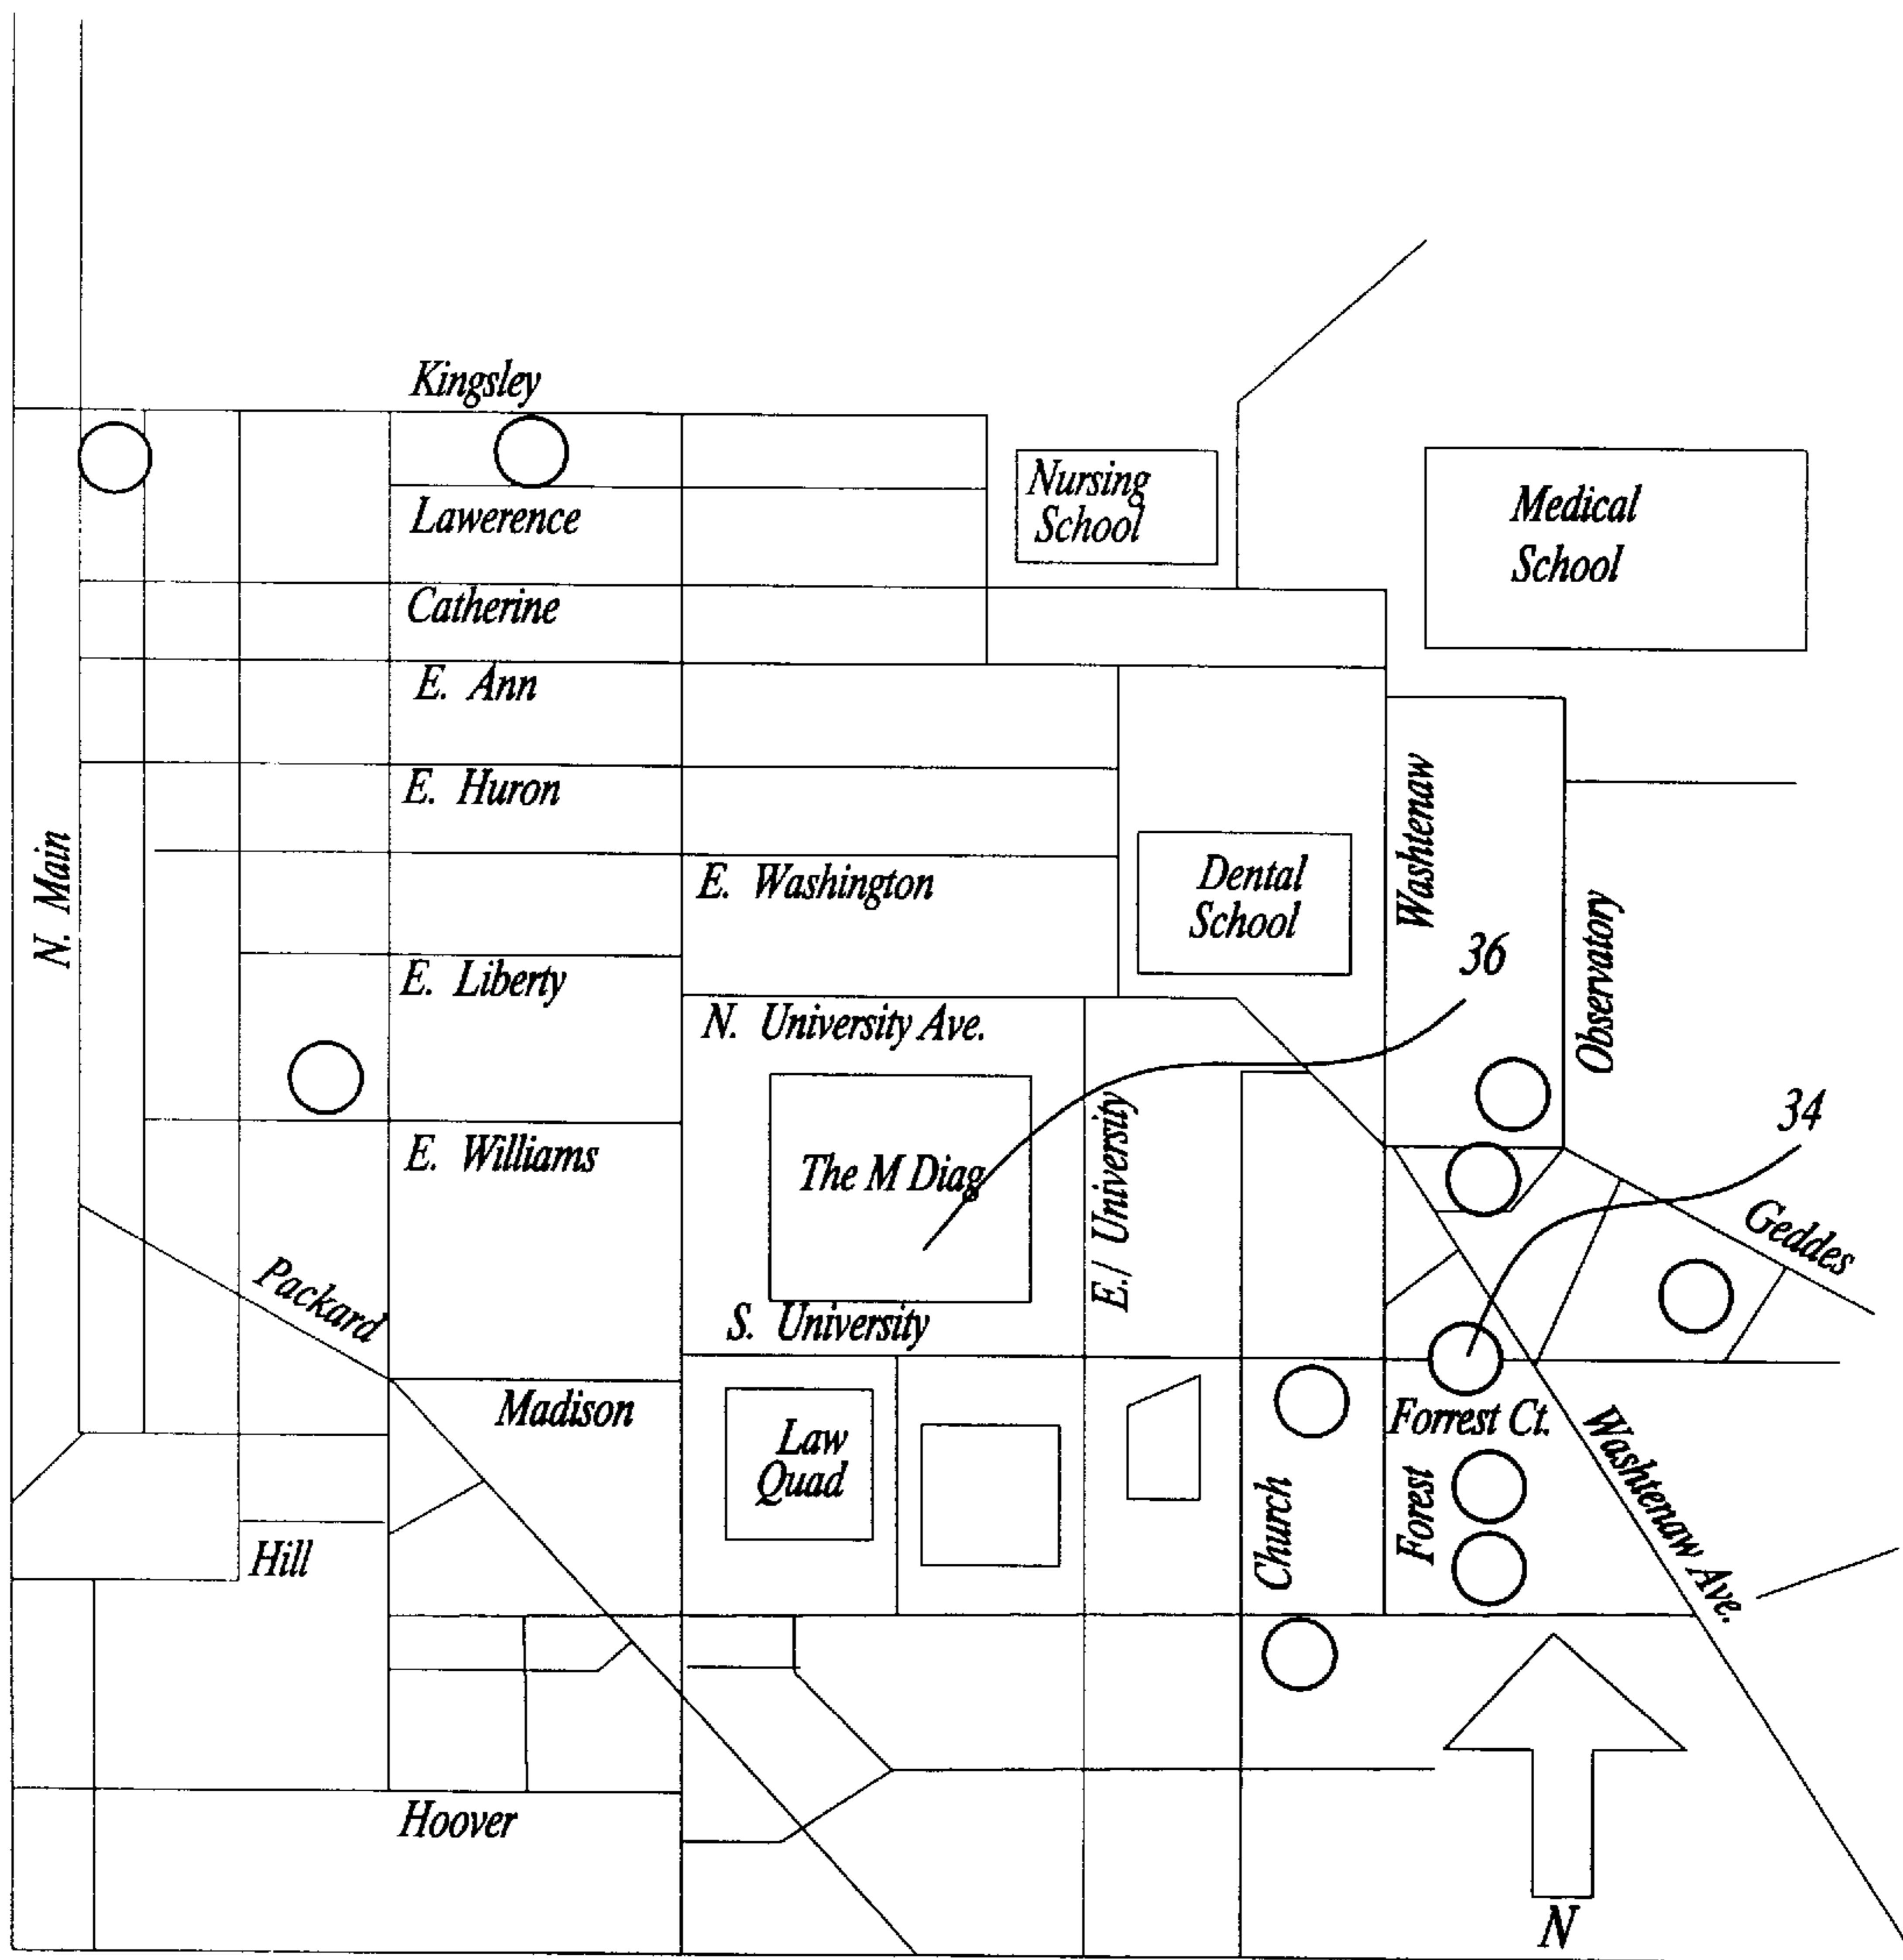 Kingsley
Nursing
School
Medical
School
Lawerence
Catherine
E. Ann
E. Huron
N. Main
E. Washington
Dental
School
Washtenaw
36
Observatory
E. Liberty
N. University Ave.
34
The M Diag
E. University
E. Williams
Geddes
Packard
S. University
Madison
Law
Quad
Forrest Ct.
Washtenaw Ave.
Church
Forest
Hill
Hoover
N